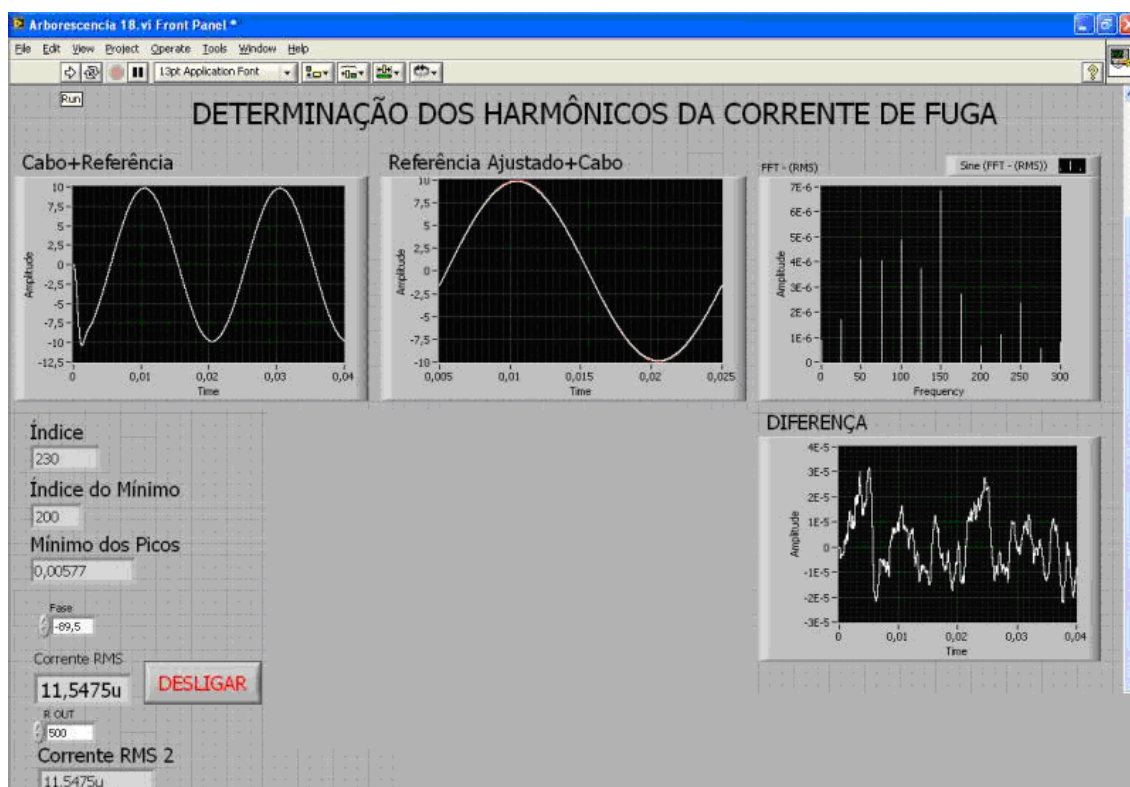 Arborescencia 18.vi Front Panel *
File Edit View Project Operate Tools Window Help
13pt Application Font
Run
DETERMINAÇÃO DOS HARMÔNICOS DA CORRENTE DE FUGA
Cabo+Referência
10
7,5
5
2,5
0
-2,5
-5
-7,5
-10
-12,5
Amplitude
0 0,01 0,02 0,03 0,04
Time
Referência Ajustado+Cabo
10
7,5
5
2,5
0
-2,5
-5
-7,5
-10
Amplitude
0,005 0,01 0,015 0,02 0,025
Time
FFT - (RMS)
Sine (FFT - (RMS))
7E-6
6E-6
5E-6
4E-6
3E-6
2E-6
1E-6
0
Amplitude
0 50 100 150 200 250 300
Frequency
Índice
230
Índice do Mínimo
200
Mínimo dos Picos
0,00577
Fase
-89,5
Corrente RMS
11,5475u
DESLIGAR
R OUT
500
Corrente RMS 2
11,5475u
DIFERENÇA
4E-5
3E-5
2E-5
1E-5
0
-1E-5
-2E-5
-3E-5
Amplitude
0 0,01 0,02 0,03 0,04
Time